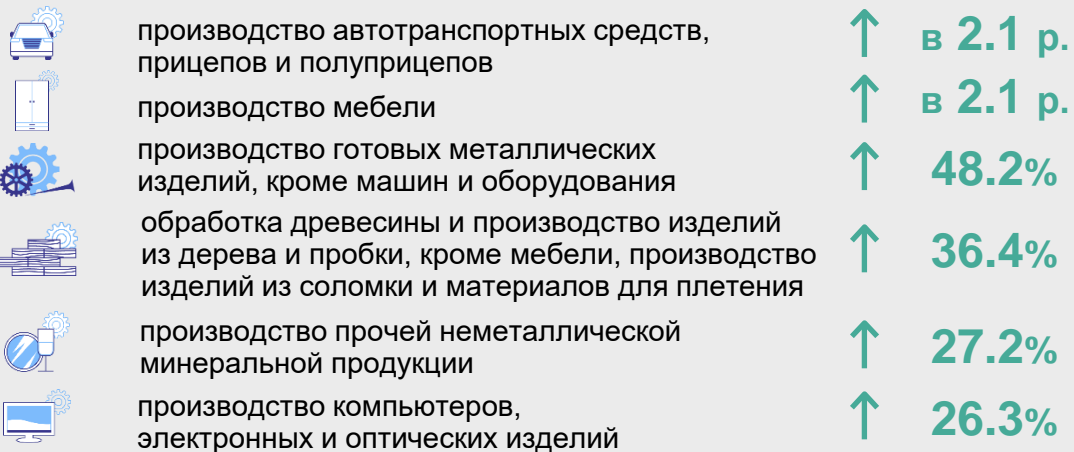 производство автотранспортных средств,
прицепов и полуприцепов
↑ в 2.1 р.
производство мебели
↑ в 2.1 р.
производство готовых металлических
изделий, кроме машин и оборудования
↑ 48.2%
обработка древесины и производство изделий
из дерева и пробки, кроме мебели, производство
изделий из соломки и материалов для плетения
↑ 36.4%
производство прочей неметаллической
минеральной продукции
↑ 27.2%
производство компьютеров,
электронных и оптических изделий
↑ 26.3%